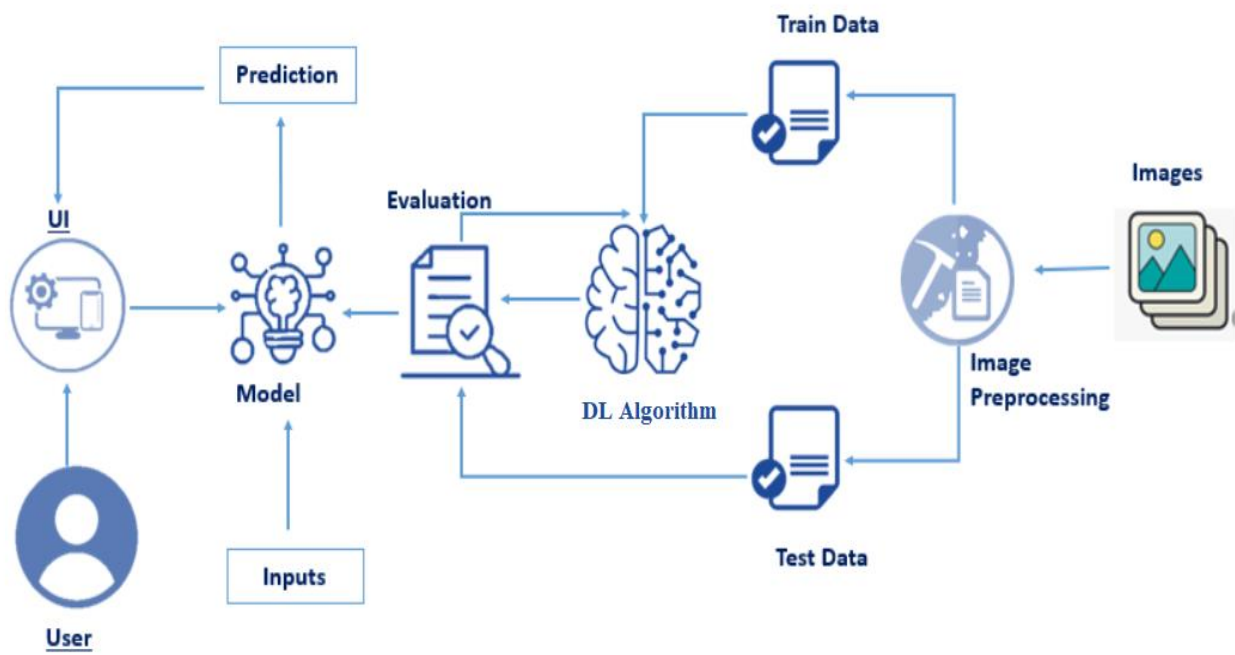 Train Data
Prediction
Images
Evaluation
UI
Image
Preprocessing
Model
DL Algorithm
Test Data
Inputs
User